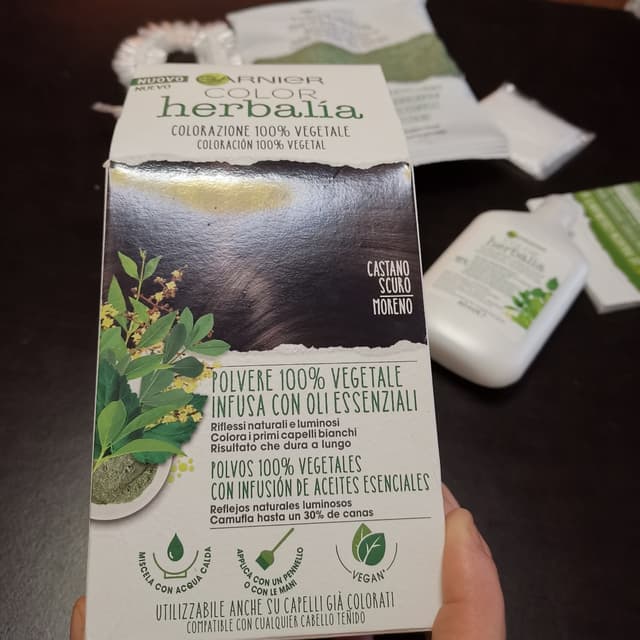 NUOVO
NUEVO
GARNIER
COLOR
herbalía
COLORAZIONE 100% VEGETALE
COLORACIÓN 100% VEGETAL
CASTANO
SCURO
MORENO
POLVERE 100% VEGETALE
INFUSA CON OLI ESSENZIALI
Riflessi naturali e luminosi
Colora i primi capelli bianchi
Risultato che dura a lungo
POLVOS 100% VEGETALES
CON INFUSIÓN DE ACEITES ESENCIALES
Reflejos naturales luminosos
Camufla hasta un 30% de canas
MISCELA CON ACQUA CALDA
APPLICA CON UN PENNELLO
O CON LE MANI
VEGAN*
UTILIZZABILE ANCHE SU CAPELLI GIÀ COLORATI
COMPATIBLE CON CUALQUIER CABELLO TEÑIDO
herbalia